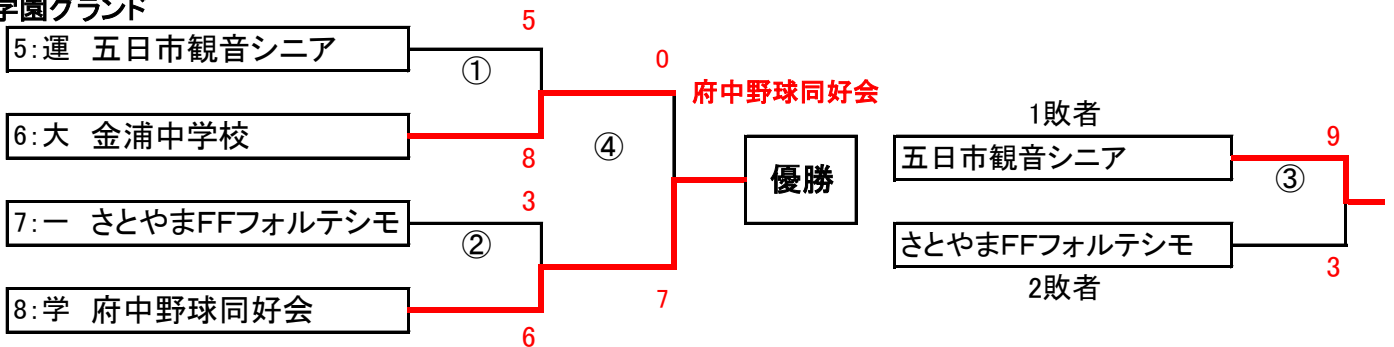 学園グランド
5:運 五日市観音シニア
5
①
6:大 金浦中学校
8
0
府中野球同好会
④
優勝
7:一 さとやまFFフォルテシモ
3
②
8:学 府中野球同好会
6
7
1敗者
五日市観音シニア
9
③
さとやまFFフォルテシモ
3
2敗者